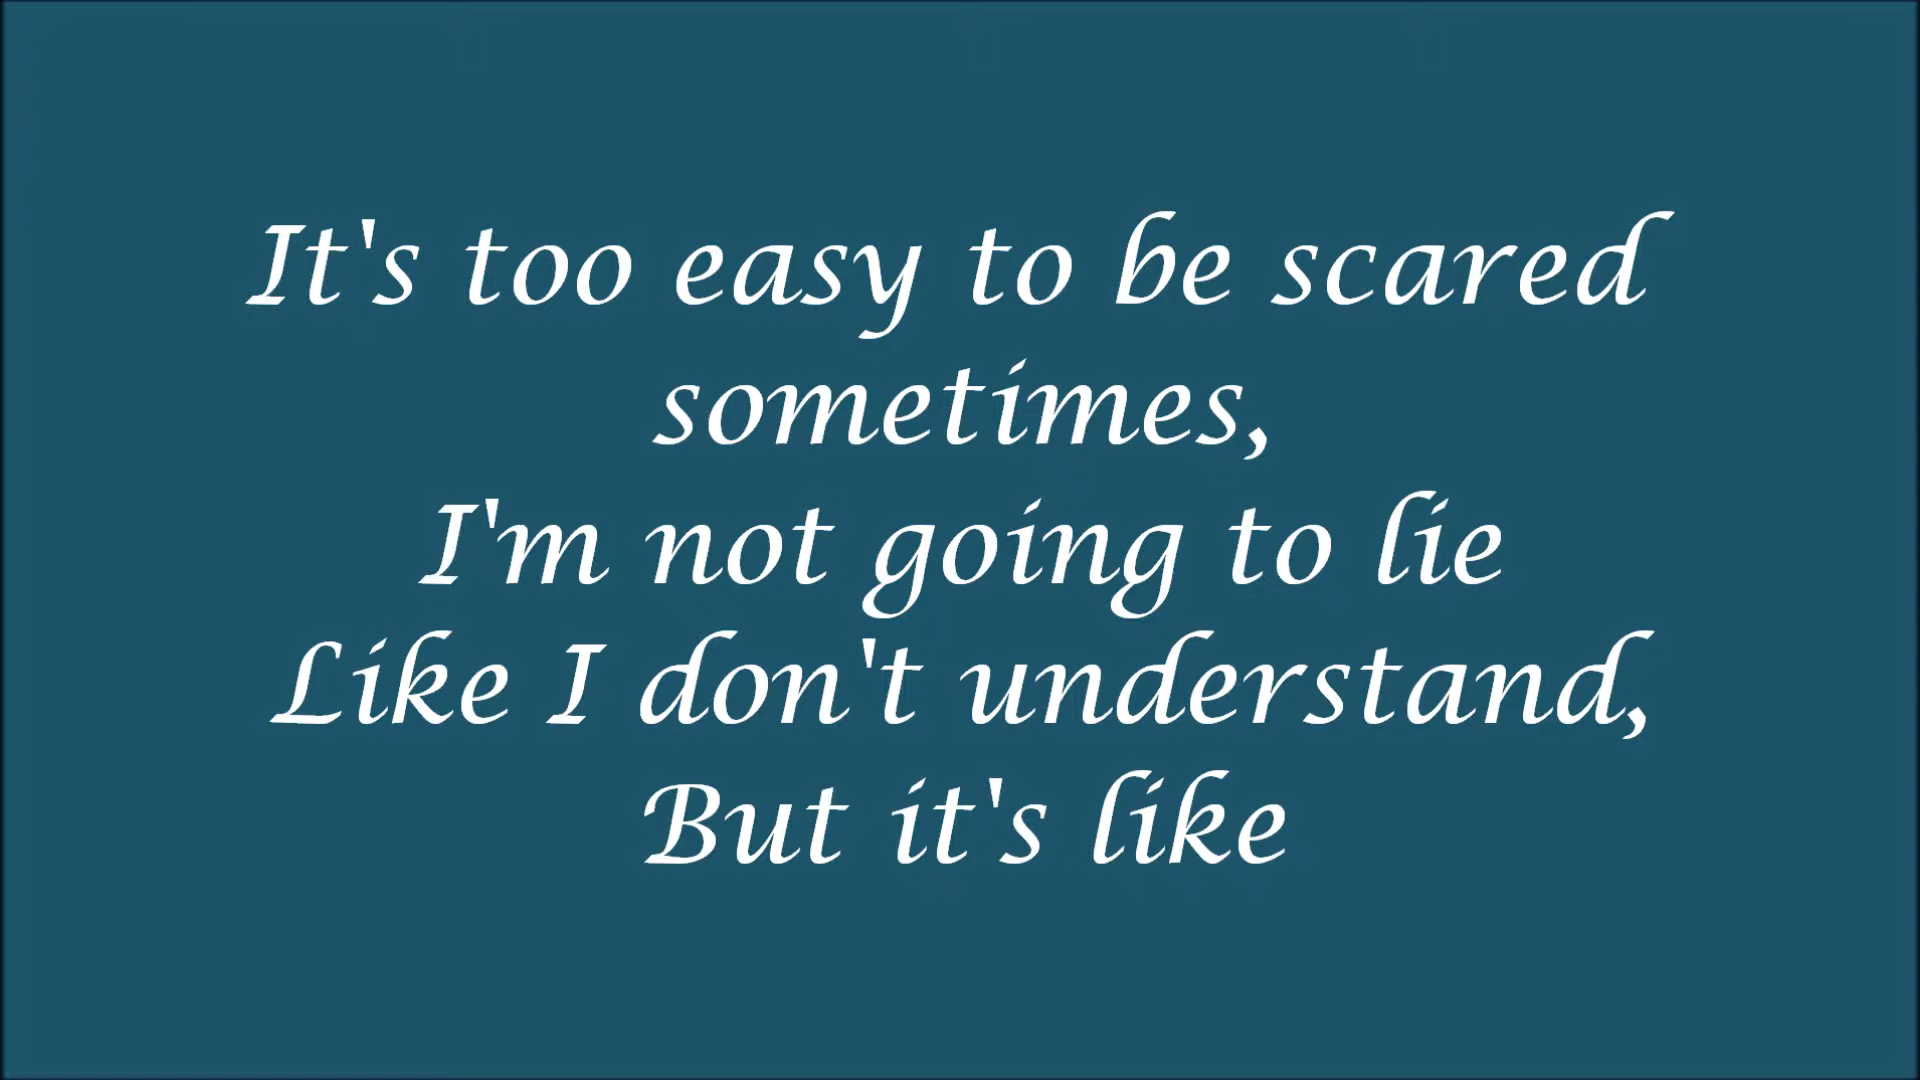 It's too easy to be scared
sometimes,
I'm not going to lie
Like I don't understand,
But it's like